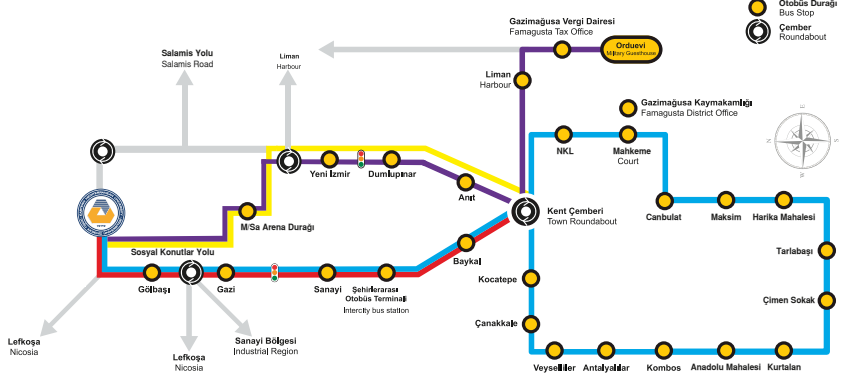 Otobüs Durağı
Bus Stop
Çember
Roundabout
Gazimağusa Vergi Dairesi
Famagusta Tax Office
Orduevi
Military Guesthouse
Salamis Yolu
Salamis Road
Liman
Harbour
Liman
Harbour
Gazimağusa Kaymakamlığı
Famagusta District Office
E
N
S
W
NKL
Mahkeme
Court
Yeni İzmir
Dumlupınar
Anıt
Kent Çemberi
Town Roundabout
Canbulat
Maksim
Harika Mahalesi
M/Sa Arena Durağı
Sosyal Konutlar Yolu
Baykal
Tarlabaşı
Gölbaşı
Gazi
Sanayi
Şehirlerarası
Otobüs Terminali
Intercity bus station
Kocatepe
Çimen Sokak
Çanakkale
Lefkoşa
Nicosia
Lefkoşa
Nicosia
Sanayi Bölgesi
Industrial Region
Veyseliler
Antalyalılar
Kombos
Anadolu Mahalesi
Kurtalan